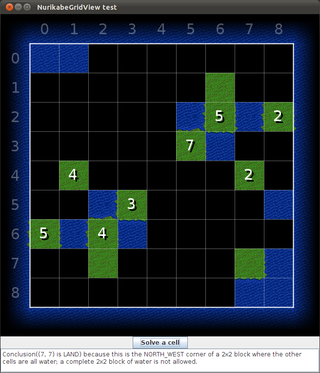 NurikabeGridView test
0 1 2 3 4 5 6 7 8
0
1
2 5 2
3 7
4 4 2
5 3
6 5 4
7
8
Solve a cell
Conclusion((7, 7) is LAND) because this is the NORTH_WEST corner of a 2x2 block where the other
cells are all water; a complete 2x2 block of water is not allowed.